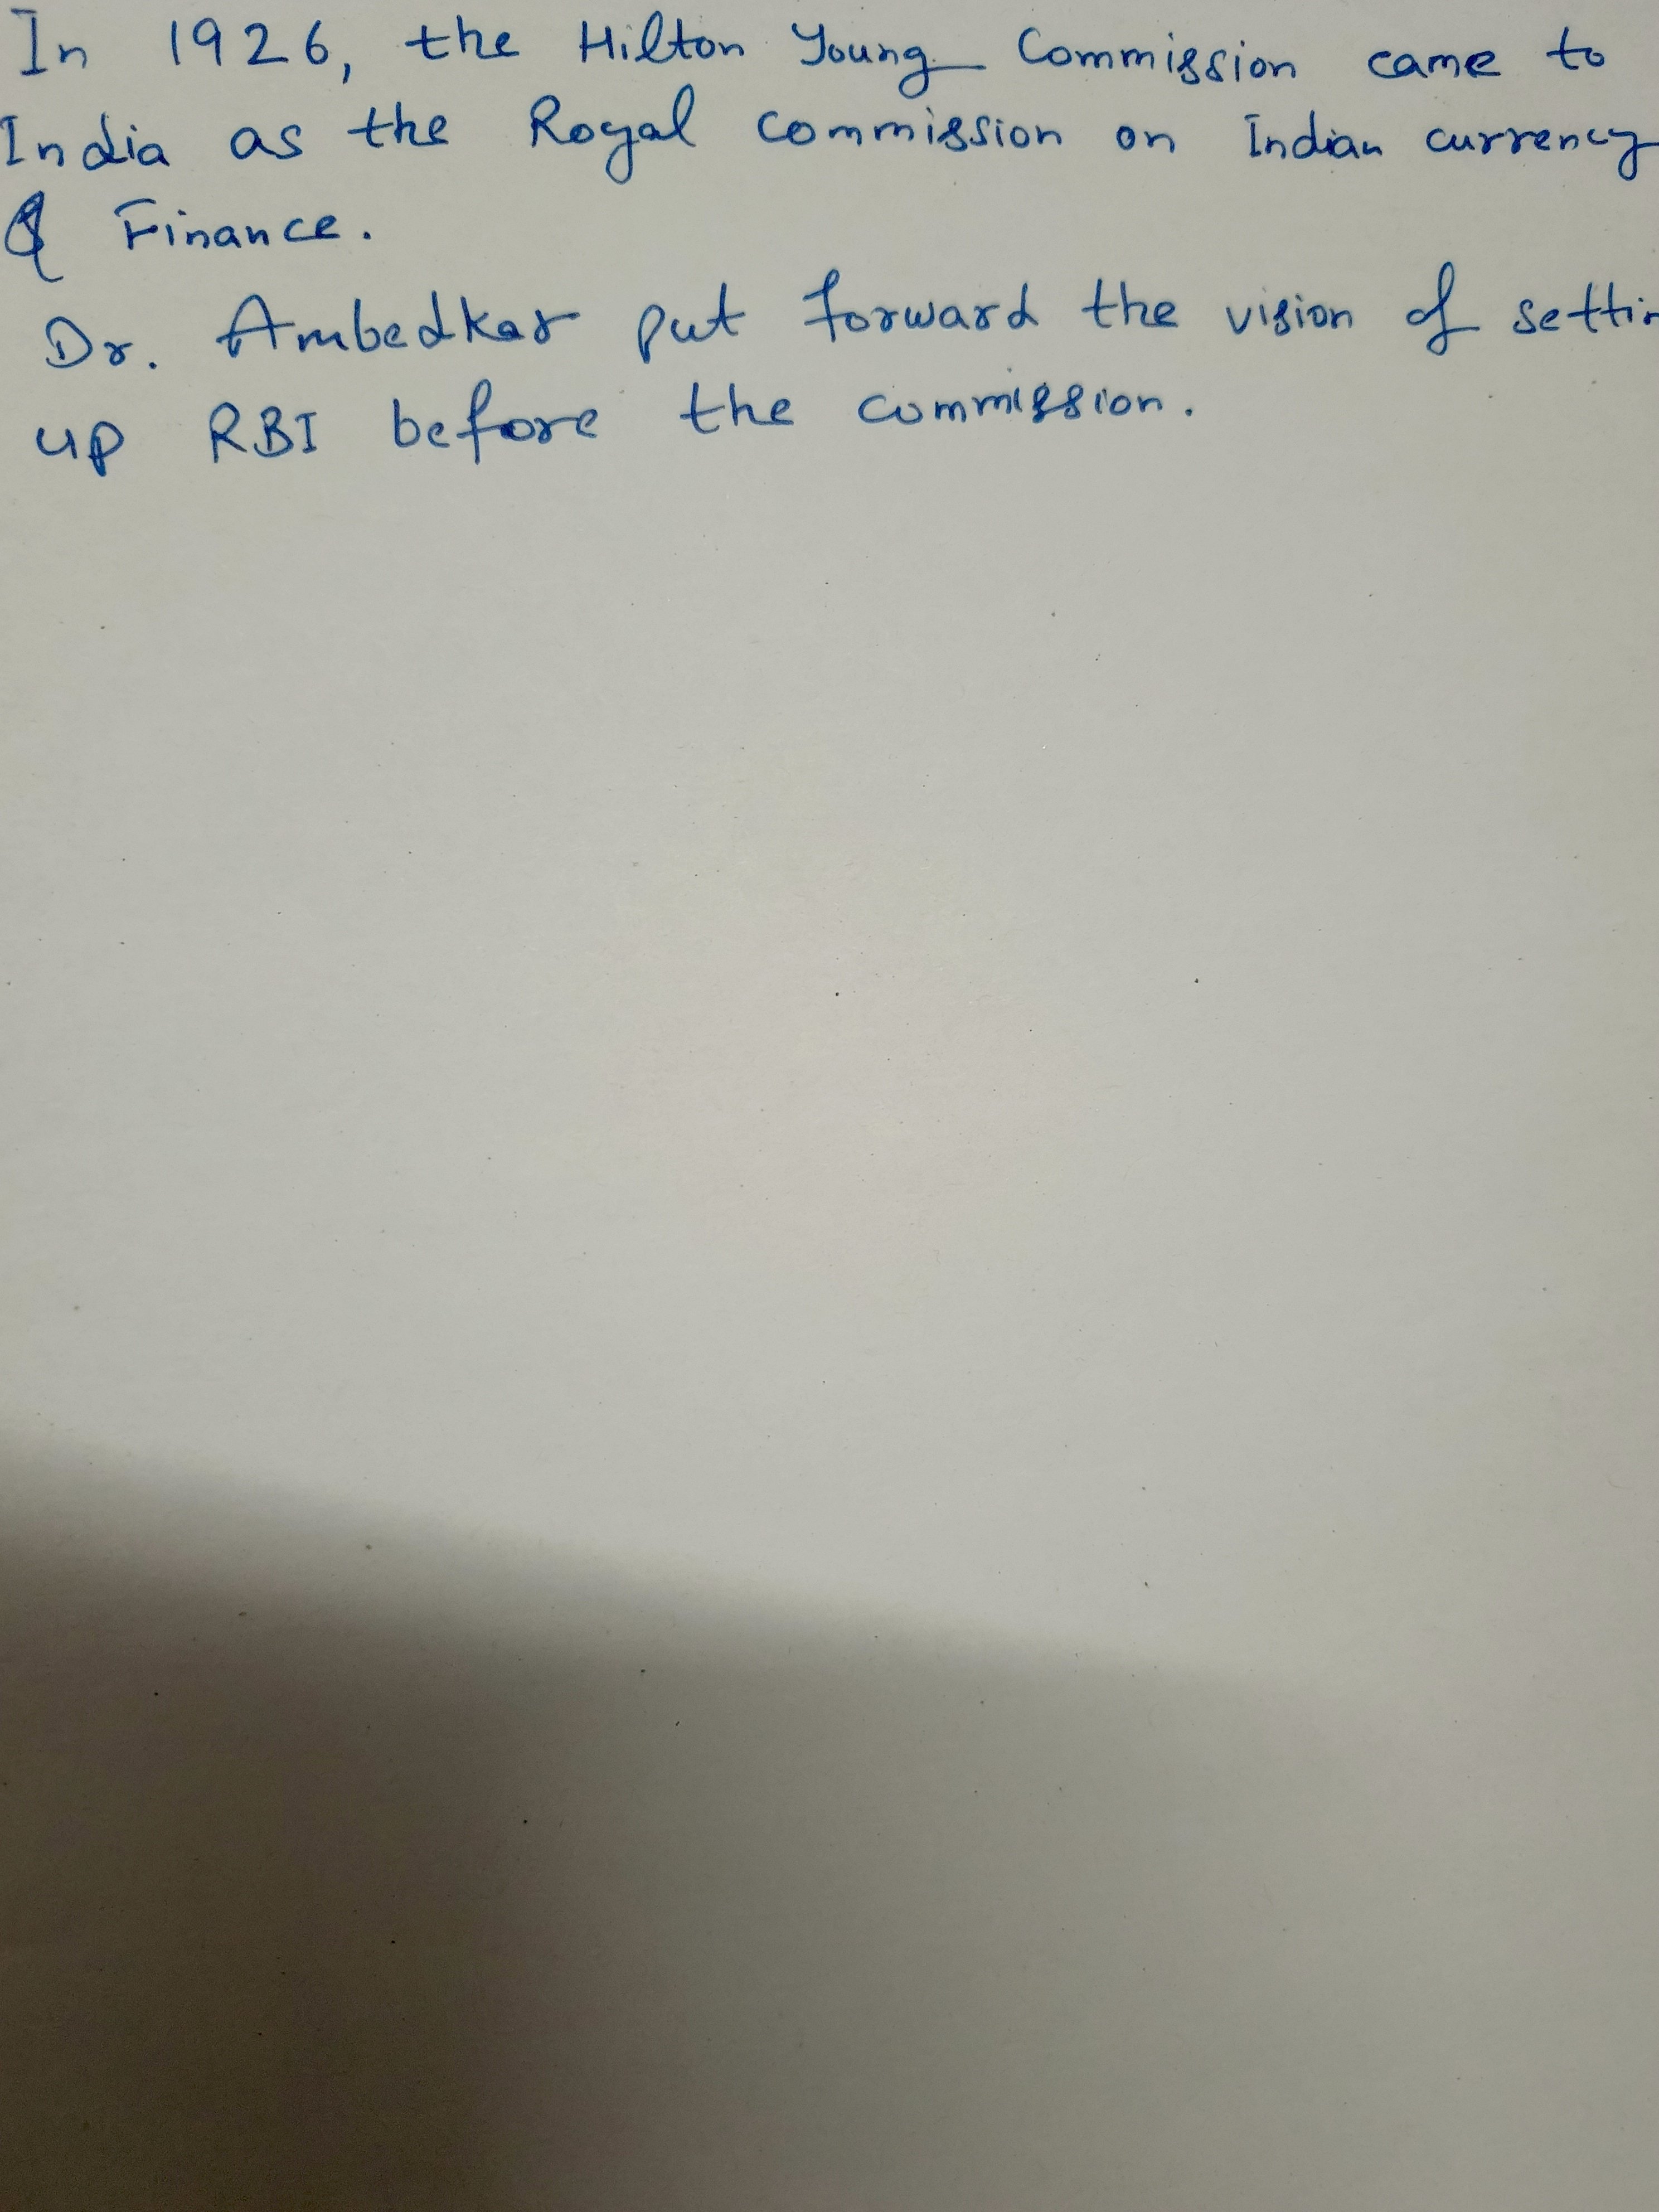 In 1926, the Hilton Young Commission came to
India as the Royal Commission on Indian currency
& Finance.
Dr. Ambedkar put forward the vision of settin
up RBI before the commission.